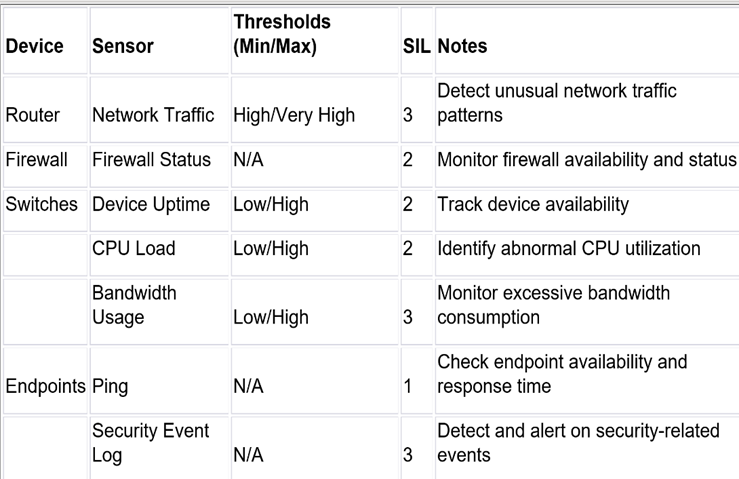 Device Sensor Thresholds (Min/Max) SIL Notes
Router Network Traffic High/Very High 3 Detect unusual network traffic patterns
Firewall Firewall Status N/A 2 Monitor firewall availability and status
Switches Device Uptime Low/High 2 Track device availability
CPU Load Low/High 2 Identify abnormal CPU utilization
Bandwidth Usage Low/High 3 Monitor excessive bandwidth consumption
Endpoints Ping N/A 1 Check endpoint availability and response time
Security Event Log N/A 3 Detect and alert on security-related events